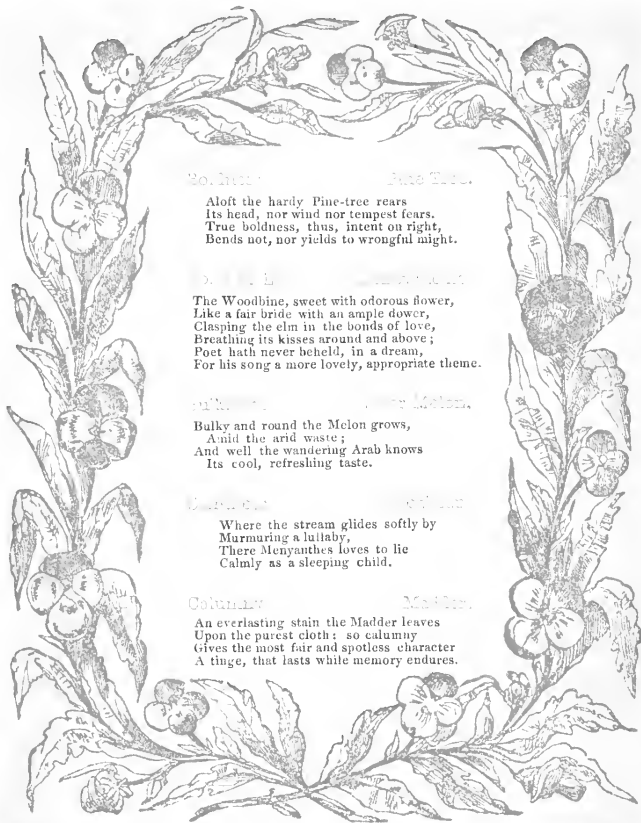 Pine Tree.
Aloft the hardy Pine-tree rears
Its head, nor wind nor tempest fears.
True boldness, thus, intent on right,
Bends not, nor yields to wrongful might.
The Woodbine, sweet with odorous flower,
Like a fair bride with an ample dower,
Clasping the elm in the bonds of love,
Breathing its kisses around and above;
Poet hath never beheld, in a dream,
For his song a more lovely, appropriate theme.
Melon.
Bulky and round the Melon grows,
Amid the arid waste;
And well the wandering Arab knows
Its cool, refreshing taste.
Where the stream glides softly by
Murmuring a lullaby,
There Menyanthes loves to lie
Calmly as a sleeping child.
Calumny Madder.
An everlasting stain the Madder leaves
Upon the purest cloth: so calumny
Gives the most fair and spotless character
A tinge, that lasts while memory endures.